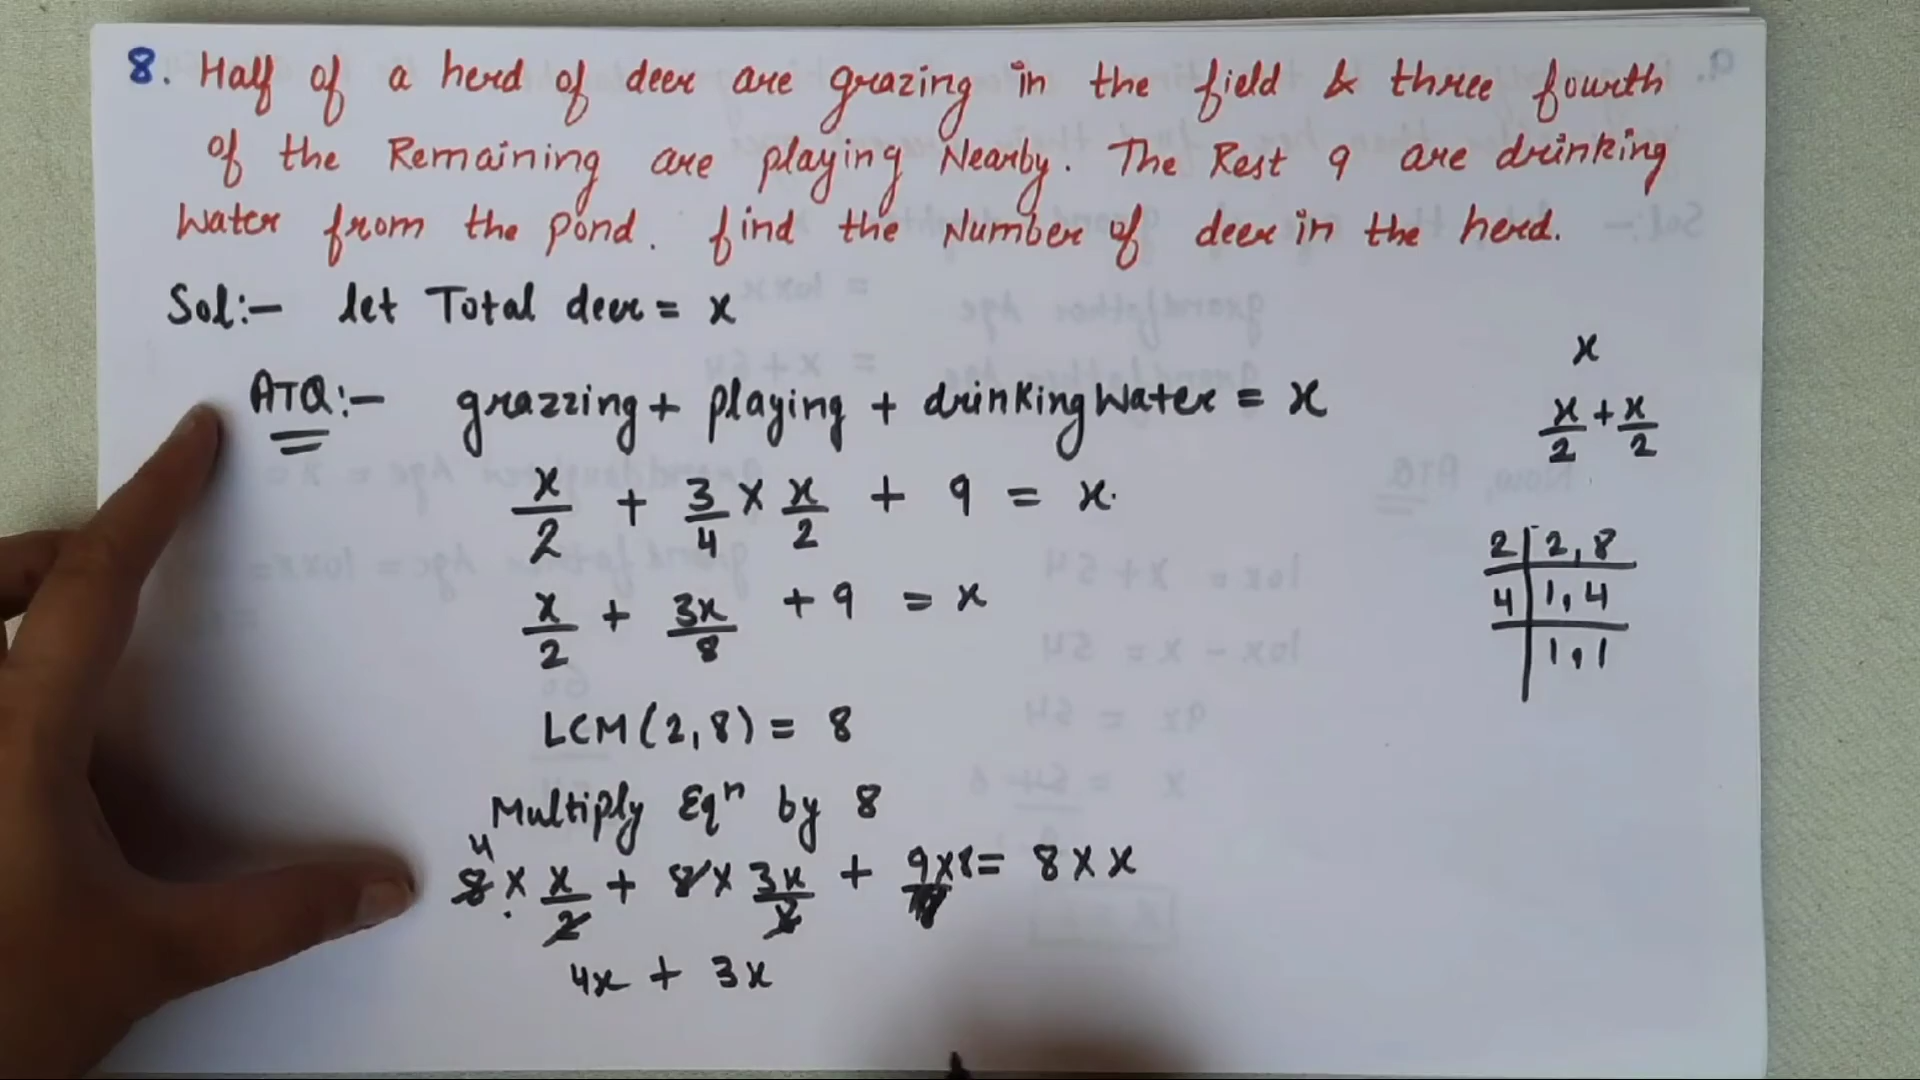 8. Half of a herd of deer are grazing in the field & three fourth
of the Remaining are playing Nearby. The Rest 9 are drinking
Water from the pond. find the Number of deer in the herd.
Sol:- let Total deer = x
x
ATQ:- grazzing + playing + drinking Water = x
x/2 + x/2
x/2 + 3/4 × x/2 + 9 = x.
2 | 2, 8
x/2 + 3x/8 + 9 = x
4 | 1, 4
1, 1
LCM (2, 8) = 8
Multiply Eqⁿ by 8
4
8 × x/2 + 8 × 3x/8 + 9×8 = 8 × x
4x + 3x